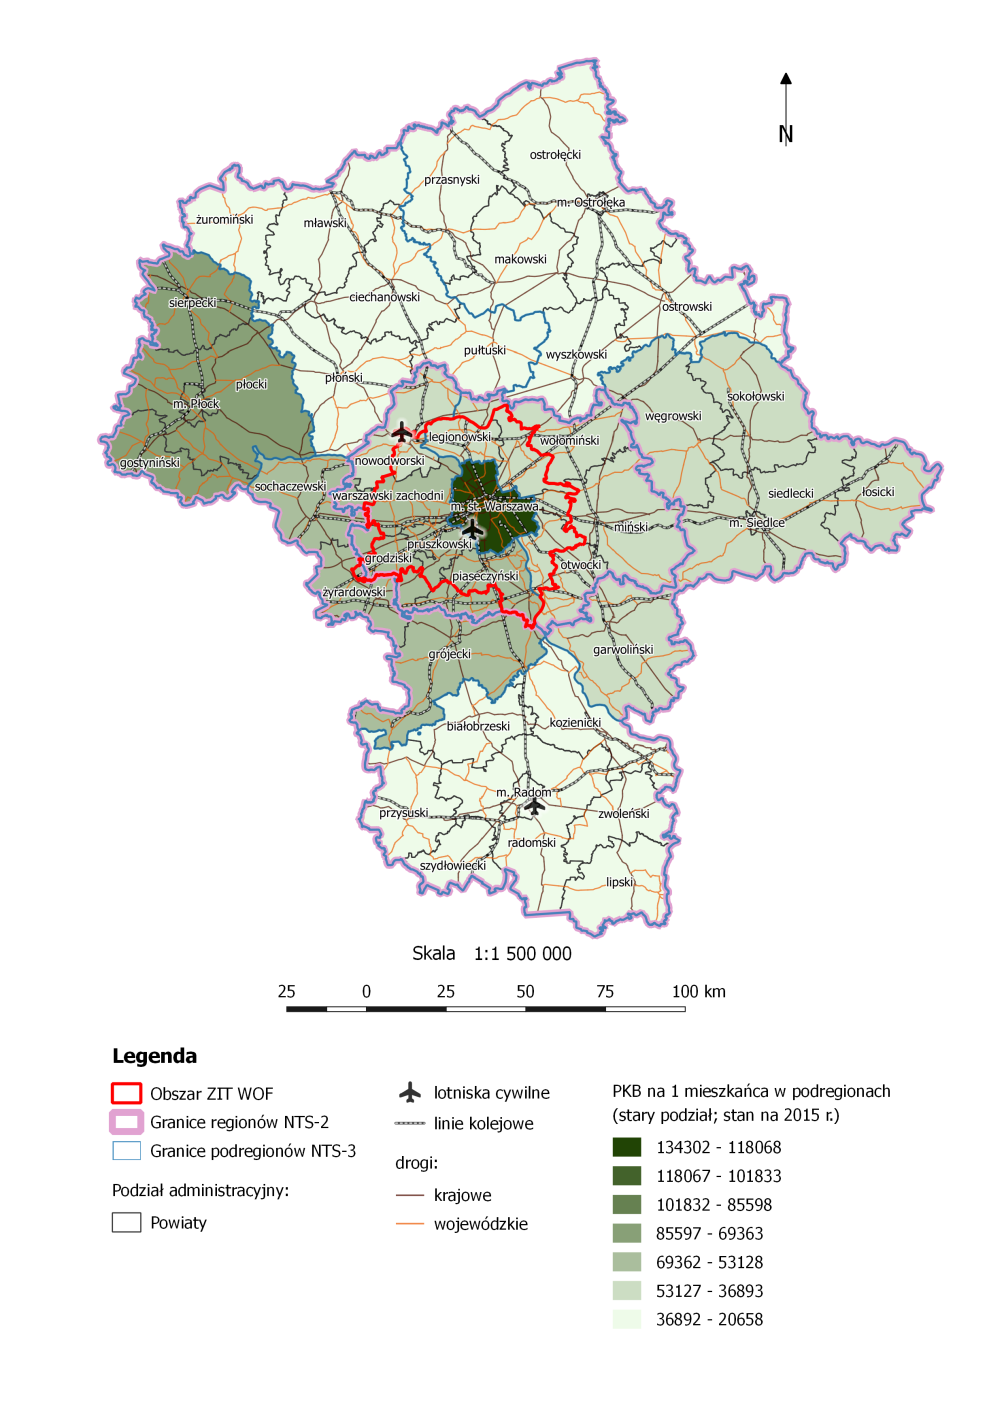 N
ostrołęcki
przasnyski
m. Ostrołęka
żuromiński
mławski
makowski
sierpecki
ciechanowski
ostrowski
pułtuski
wyszkowski
płocki
płoński
sokołowski
m. Płock
węgrowski
legionowski
wołomiński
gostyniński
nowodworski
sochaczewski
warszawski zachodni
siedlecki
łosicki
m. st. Warszawa
m. Siedlce
miński
pruszkowski
grodziski
otwocki
piaseczyński
żyrardowski
garwoliński
grójecki
białobrzeski
kozienicki
m. Radom
przysuski
zwoleński
radomski
szydłowiecki
lipski
Skala 1:1 500 000
25 0 25 50 75 100 km
Legenda
Obszar ZIT WOF
Granice regionów NTS-2
Granice podregionów NTS-3
Podział administracyjny:
Powiaty
lotniska cywilne
linie kolejowe
drogi:
krajowe
wojewódzkie
PKB na 1 mieszkańca w podregionach
(stary podział; stan na 2015 r.)
134302 - 118068
118067 - 101833
101832 - 85598
85597 - 69363
69362 - 53128
53127 - 36893
36892 - 20658